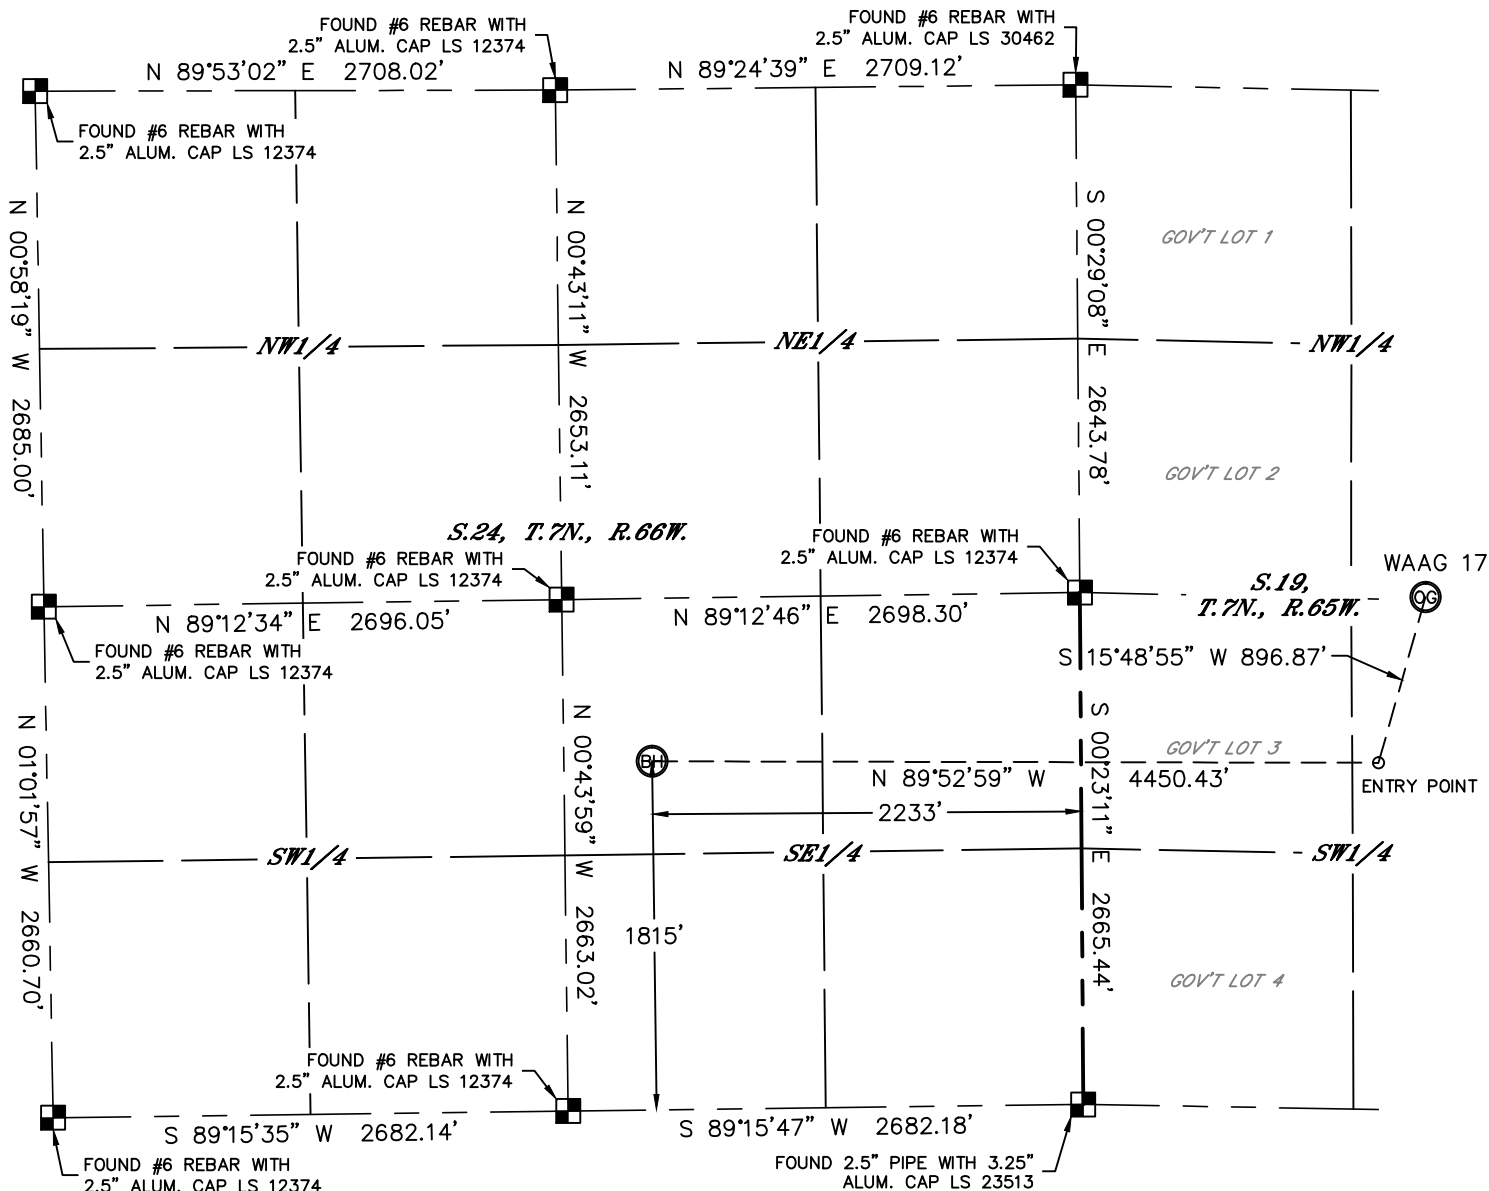 FOUND #6 REBAR WITH
2.5" ALUM. CAP LS 12374
FOUND #6 REBAR WITH
2.5" ALUM. CAP LS 30462
N 89°53'02" E 2708.02'
N 89°24'39" E 2709.12'
FOUND #6 REBAR WITH
2.5" ALUM. CAP LS 12374
N 00°58'19" W 2685.00'
N 00°43'11" W 2653.11'
S 00°29'08" E 2643.78'
GOV'T LOT 1
NW1/4
NE1/4
NW1/4
GOV'T LOT 2
S.24, T.7N., R.66W.
FOUND #6 REBAR WITH
2.5" ALUM. CAP LS 12374
FOUND #6 REBAR WITH
2.5" ALUM. CAP LS 12374
WAAG 17
OG
S.19,
T.7N., R.65W.
N 89°12'34" E 2696.05'
N 89°12'46" E 2698.30'
FOUND #6 REBAR WITH
2.5" ALUM. CAP LS 12374
S 15°48'55" W 896.87'
N 01°01'57" W 2660.70'
N 00°43'59" W 2663.02'
S 00°23'11" E 2665.44'
GOV'T LOT 3
BH
N 89°52'59" W 4450.43'
ENTRY POINT
2233'
SW1/4
SE1/4
SW1/4
1815'
GOV'T LOT 4
FOUND #6 REBAR WITH
2.5" ALUM. CAP LS 12374
S 89°15'35" W 2682.14'
S 89°15'47" W 2682.18'
FOUND #6 REBAR WITH
2.5" ALUM. CAP LS 12374
FOUND 2.5" PIPE WITH 3.25"
ALUM. CAP LS 23513